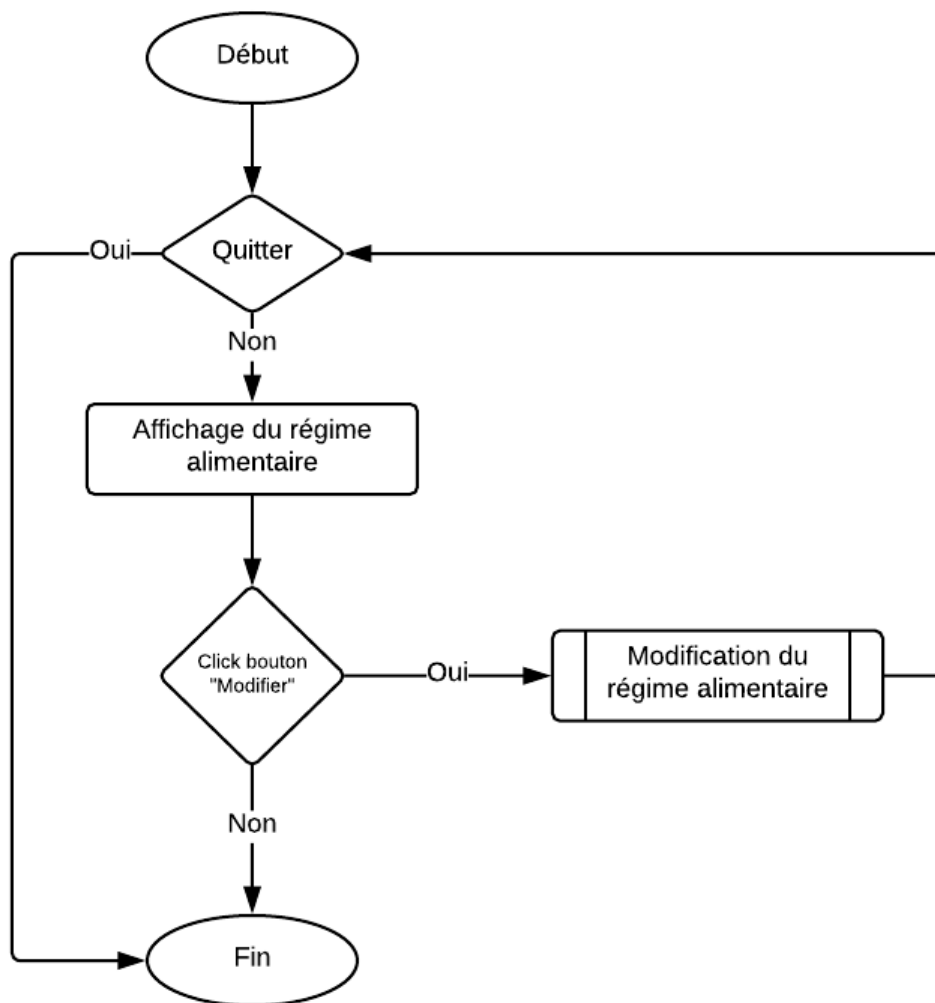 Début
Oui
Quitter
Non
Affichage du régime
alimentaire
Click bouton
"Modifier"
Oui
Modification du
régime alimentaire
Non
Fin